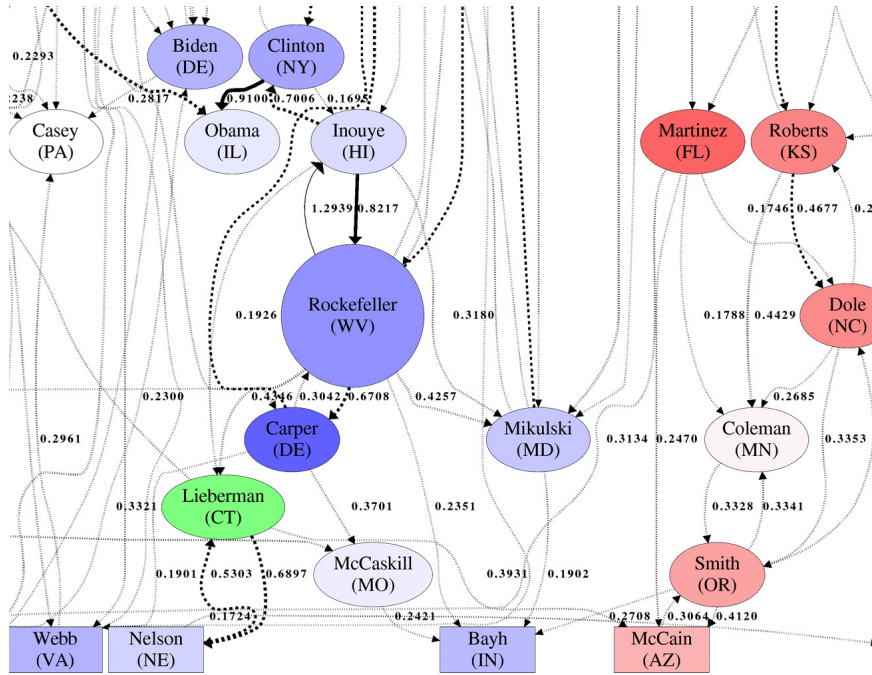 0.2293
Biden
(DE)
Clinton
(NY)
.238
0.2817
0.9100
0.7006
0.1695
Casey
(PA)
Obama
(IL)
Inouye
(HI)
Martinez
(FL)
Roberts
(KS)
1.2939
0.8217
0.1746
0.4677
0.2
Rockefeller
(WV)
Dole
(NC)
0.1926
0.3180
0.1788
0.4429
0.2300
0.4346
0.3042
0.6708
0.4257
0.2685
Carper
(DE)
Mikulski
(MD)
Coleman
(MN)
0.2961
0.3134
0.2470
0.3353
Lieberman
(CT)
0.3321
0.3701
0.2351
0.3328
0.3341
McCaskill
(MO)
Smith
(OR)
0.1901
0.5303
0.6897
0.3931
0.1902
0.1724
0.2421
0.2708
0.3064
0.4120
Webb
(VA)
Nelson
(NE)
Bayh
(IN)
McCain
(AZ)